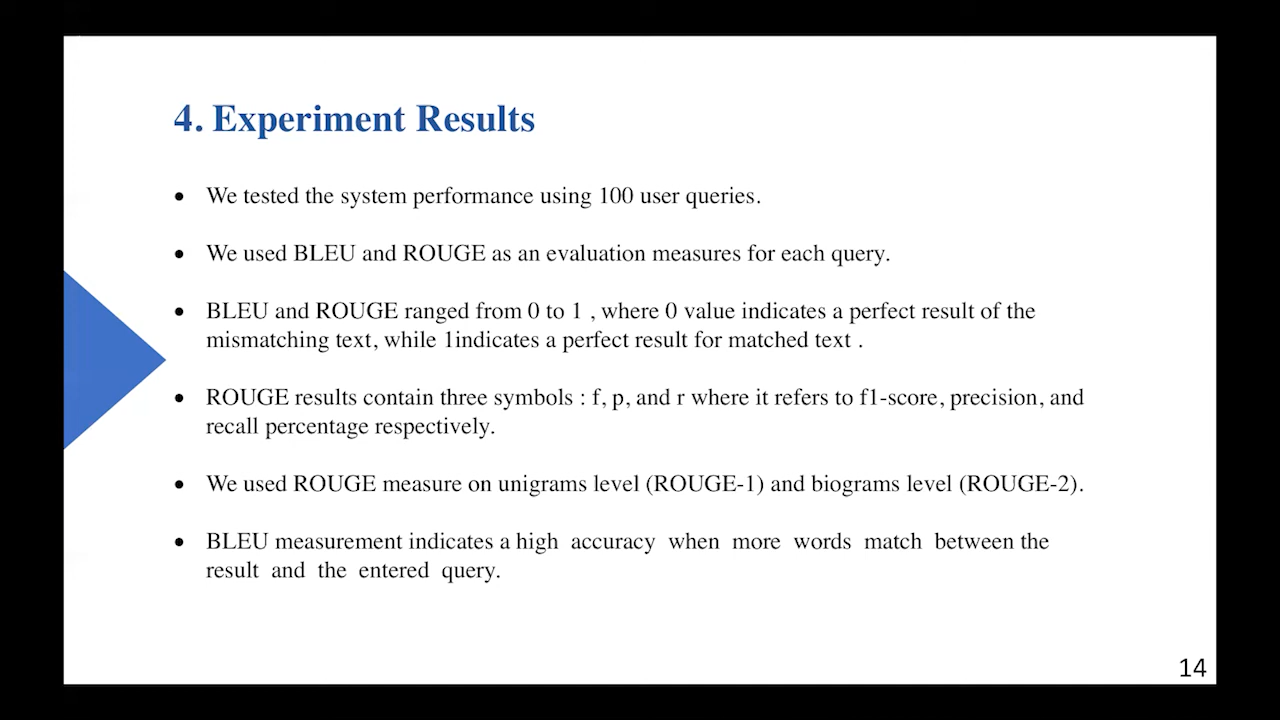 4. Experiment Results
• We tested the system performance using 100 user queries.
• We used BLEU and ROUGE as an evaluation measures for each query.
• BLEU and ROUGE ranged from 0 to 1 , where 0 value indicates a perfect result of the
mismatching text, while 1indicates a perfect result for matched text .
• ROUGE results contain three symbols : f, p, and r where it refers to f1-score, precision, and
recall percentage respectively.
• We used ROUGE measure on unigrams level (ROUGE-1) and biograms level (ROUGE-2).
• BLEU measurement indicates a high accuracy when more words match between the
result and the entered query.
14